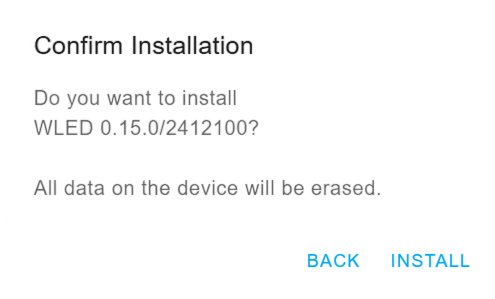 Confirm Installation
Do you want to install
WLED 0.15.0/2412100?
All data on the device will be erased.
BACK INSTALL